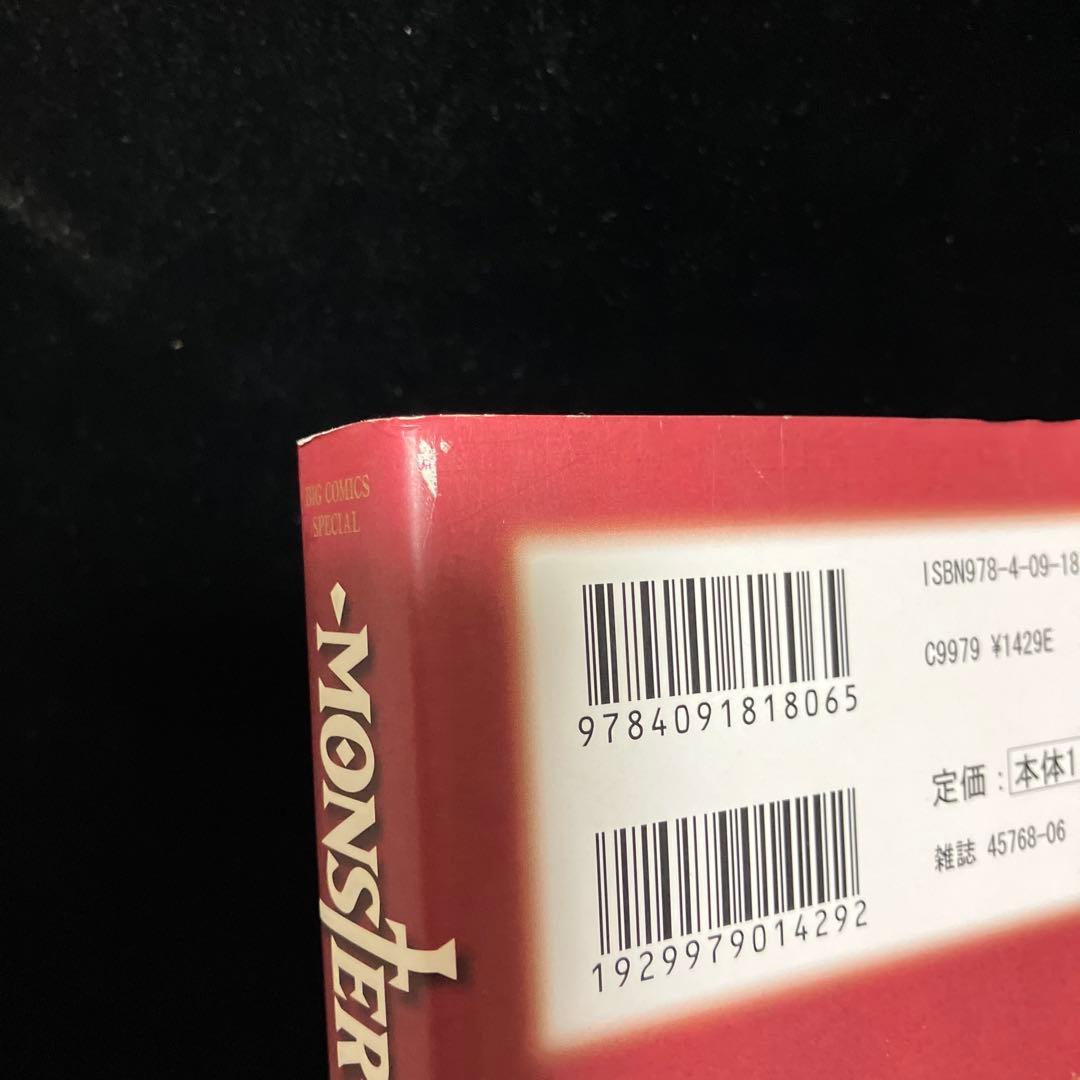 BIG COMICS
SPECIAL
MONSTER
ISBN978-4-09-18
C9979 ¥1429E
9784091818065
定価：本体1
雑誌 45768-06
1929979014292